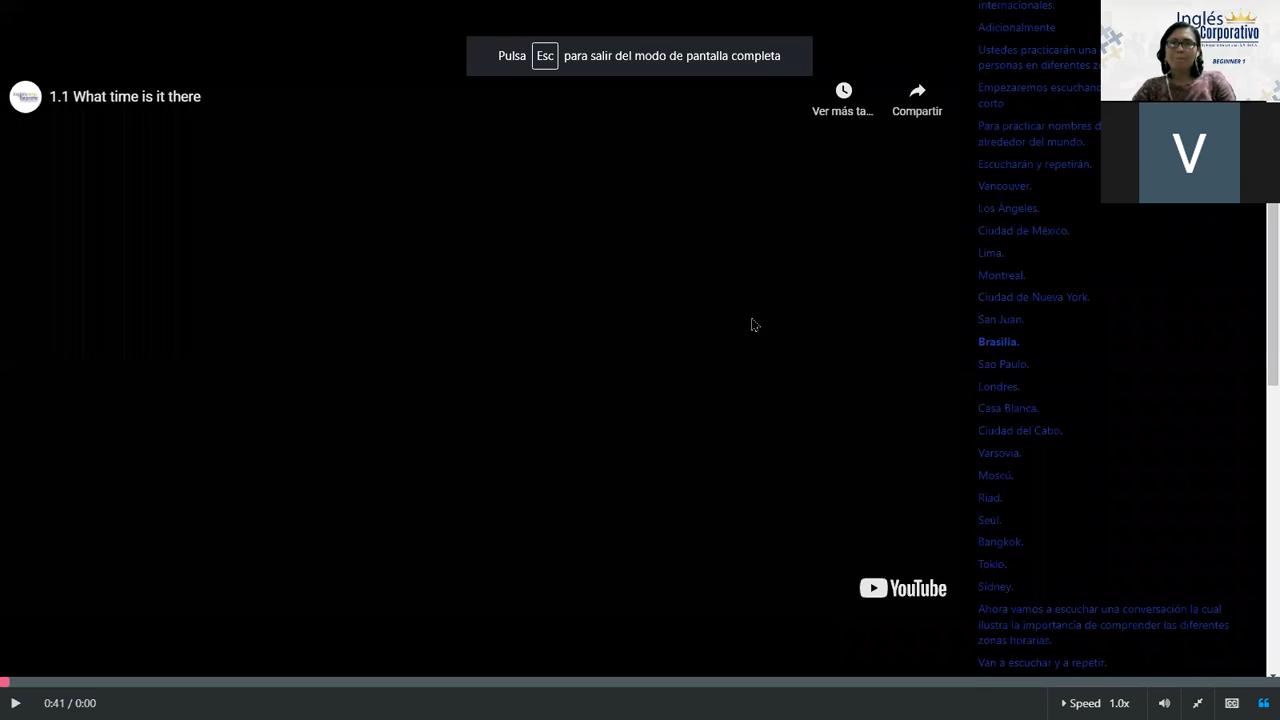 internacionales.
Adicionalmente
Ustedes practicarán una
personas en diferentes
Empezaremos escuchand
corto
Para practicar nombres d
alrededor del mundo.
Escucharán y repetirán.
Vancouver.
Los Ángeles.
Ciudad de México.
Lima.
Montreal.
Ciudad de Nueva York.
San Juan.
Brasilia.
Sao Paulo.
Londres.
Casa Blanca.
Ciudad del Cabo.
Varsovia.
Moscú.
Riad.
Seúl.
Bangkok.
Tokio.
Sídney.
Ahora vamos a escuchar una conversación la cual
ilustra la importancia de comprender las diferentes
zonas horarias.
Van a escuchar y a repetir.
Pulsa Esc para salir del modo de pantalla completa
1.1 What time is it there
Ver más ta...
Compartir
Inglés
Corporativo
BEGINNER 1
V
YouTube
0:41 / 0:00
Speed 1.0x
CC